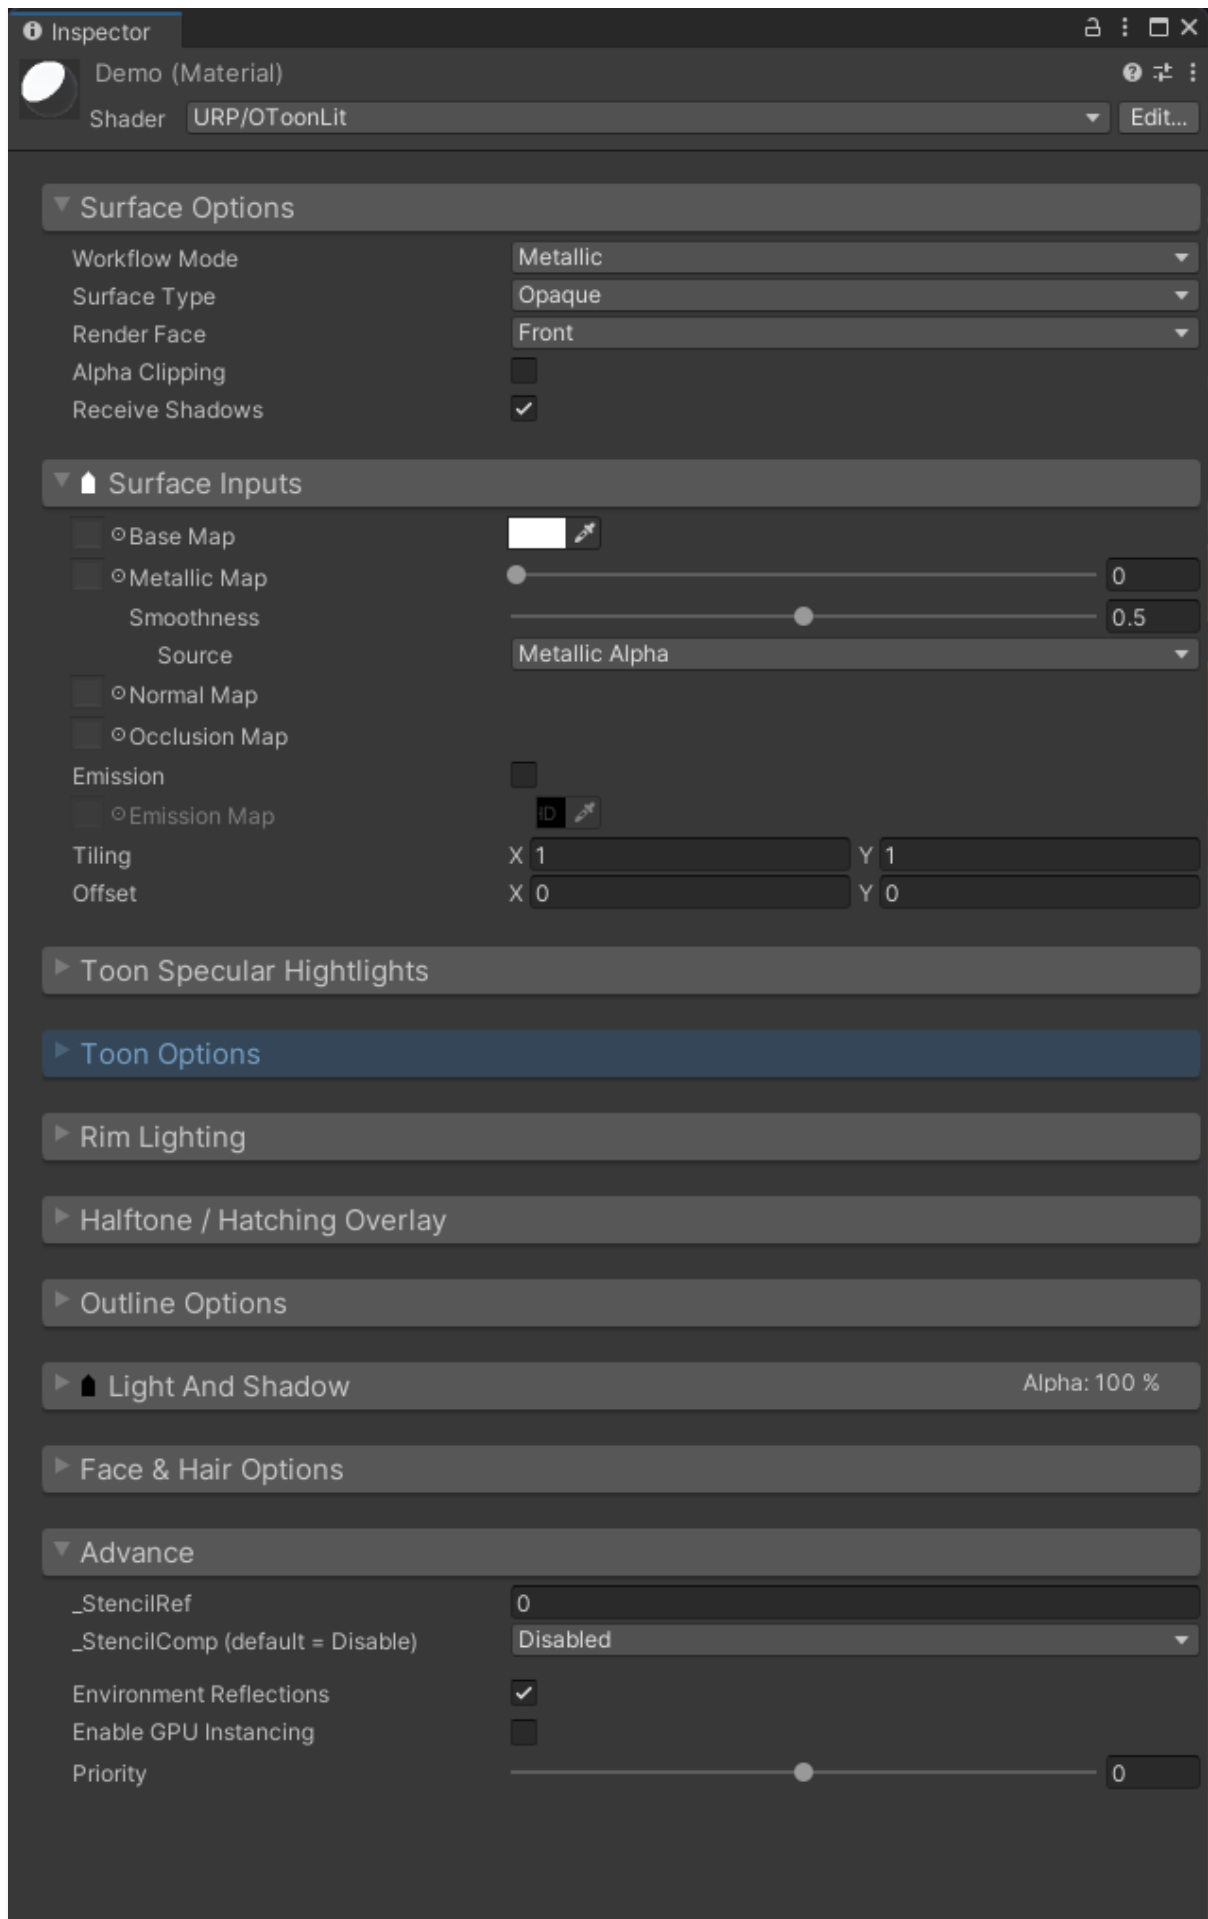 Inspector
Demo (Material)
Shader URP/OToonLit Edit...
Surface Options
Workflow Mode Metallic
Surface Type Opaque
Render Face Front
Alpha Clipping
Receive Shadows
Surface Inputs
Base Map
Metallic Map 0
Smoothness 0.5
Source Metallic Alpha
Normal Map
Occlusion Map
Emission
Emission Map
Tiling X 1 Y 1
Offset X 0 Y 0
Toon Specular Hightlights
Toon Options
Rim Lighting
Halftone / Hatching Overlay
Outline Options
Light And Shadow Alpha: 100 %
Face & Hair Options
Advance
_StencilRef 0
_StencilComp (default = Disable) Disabled
Environment Reflections
Enable GPU Instancing
Priority 0